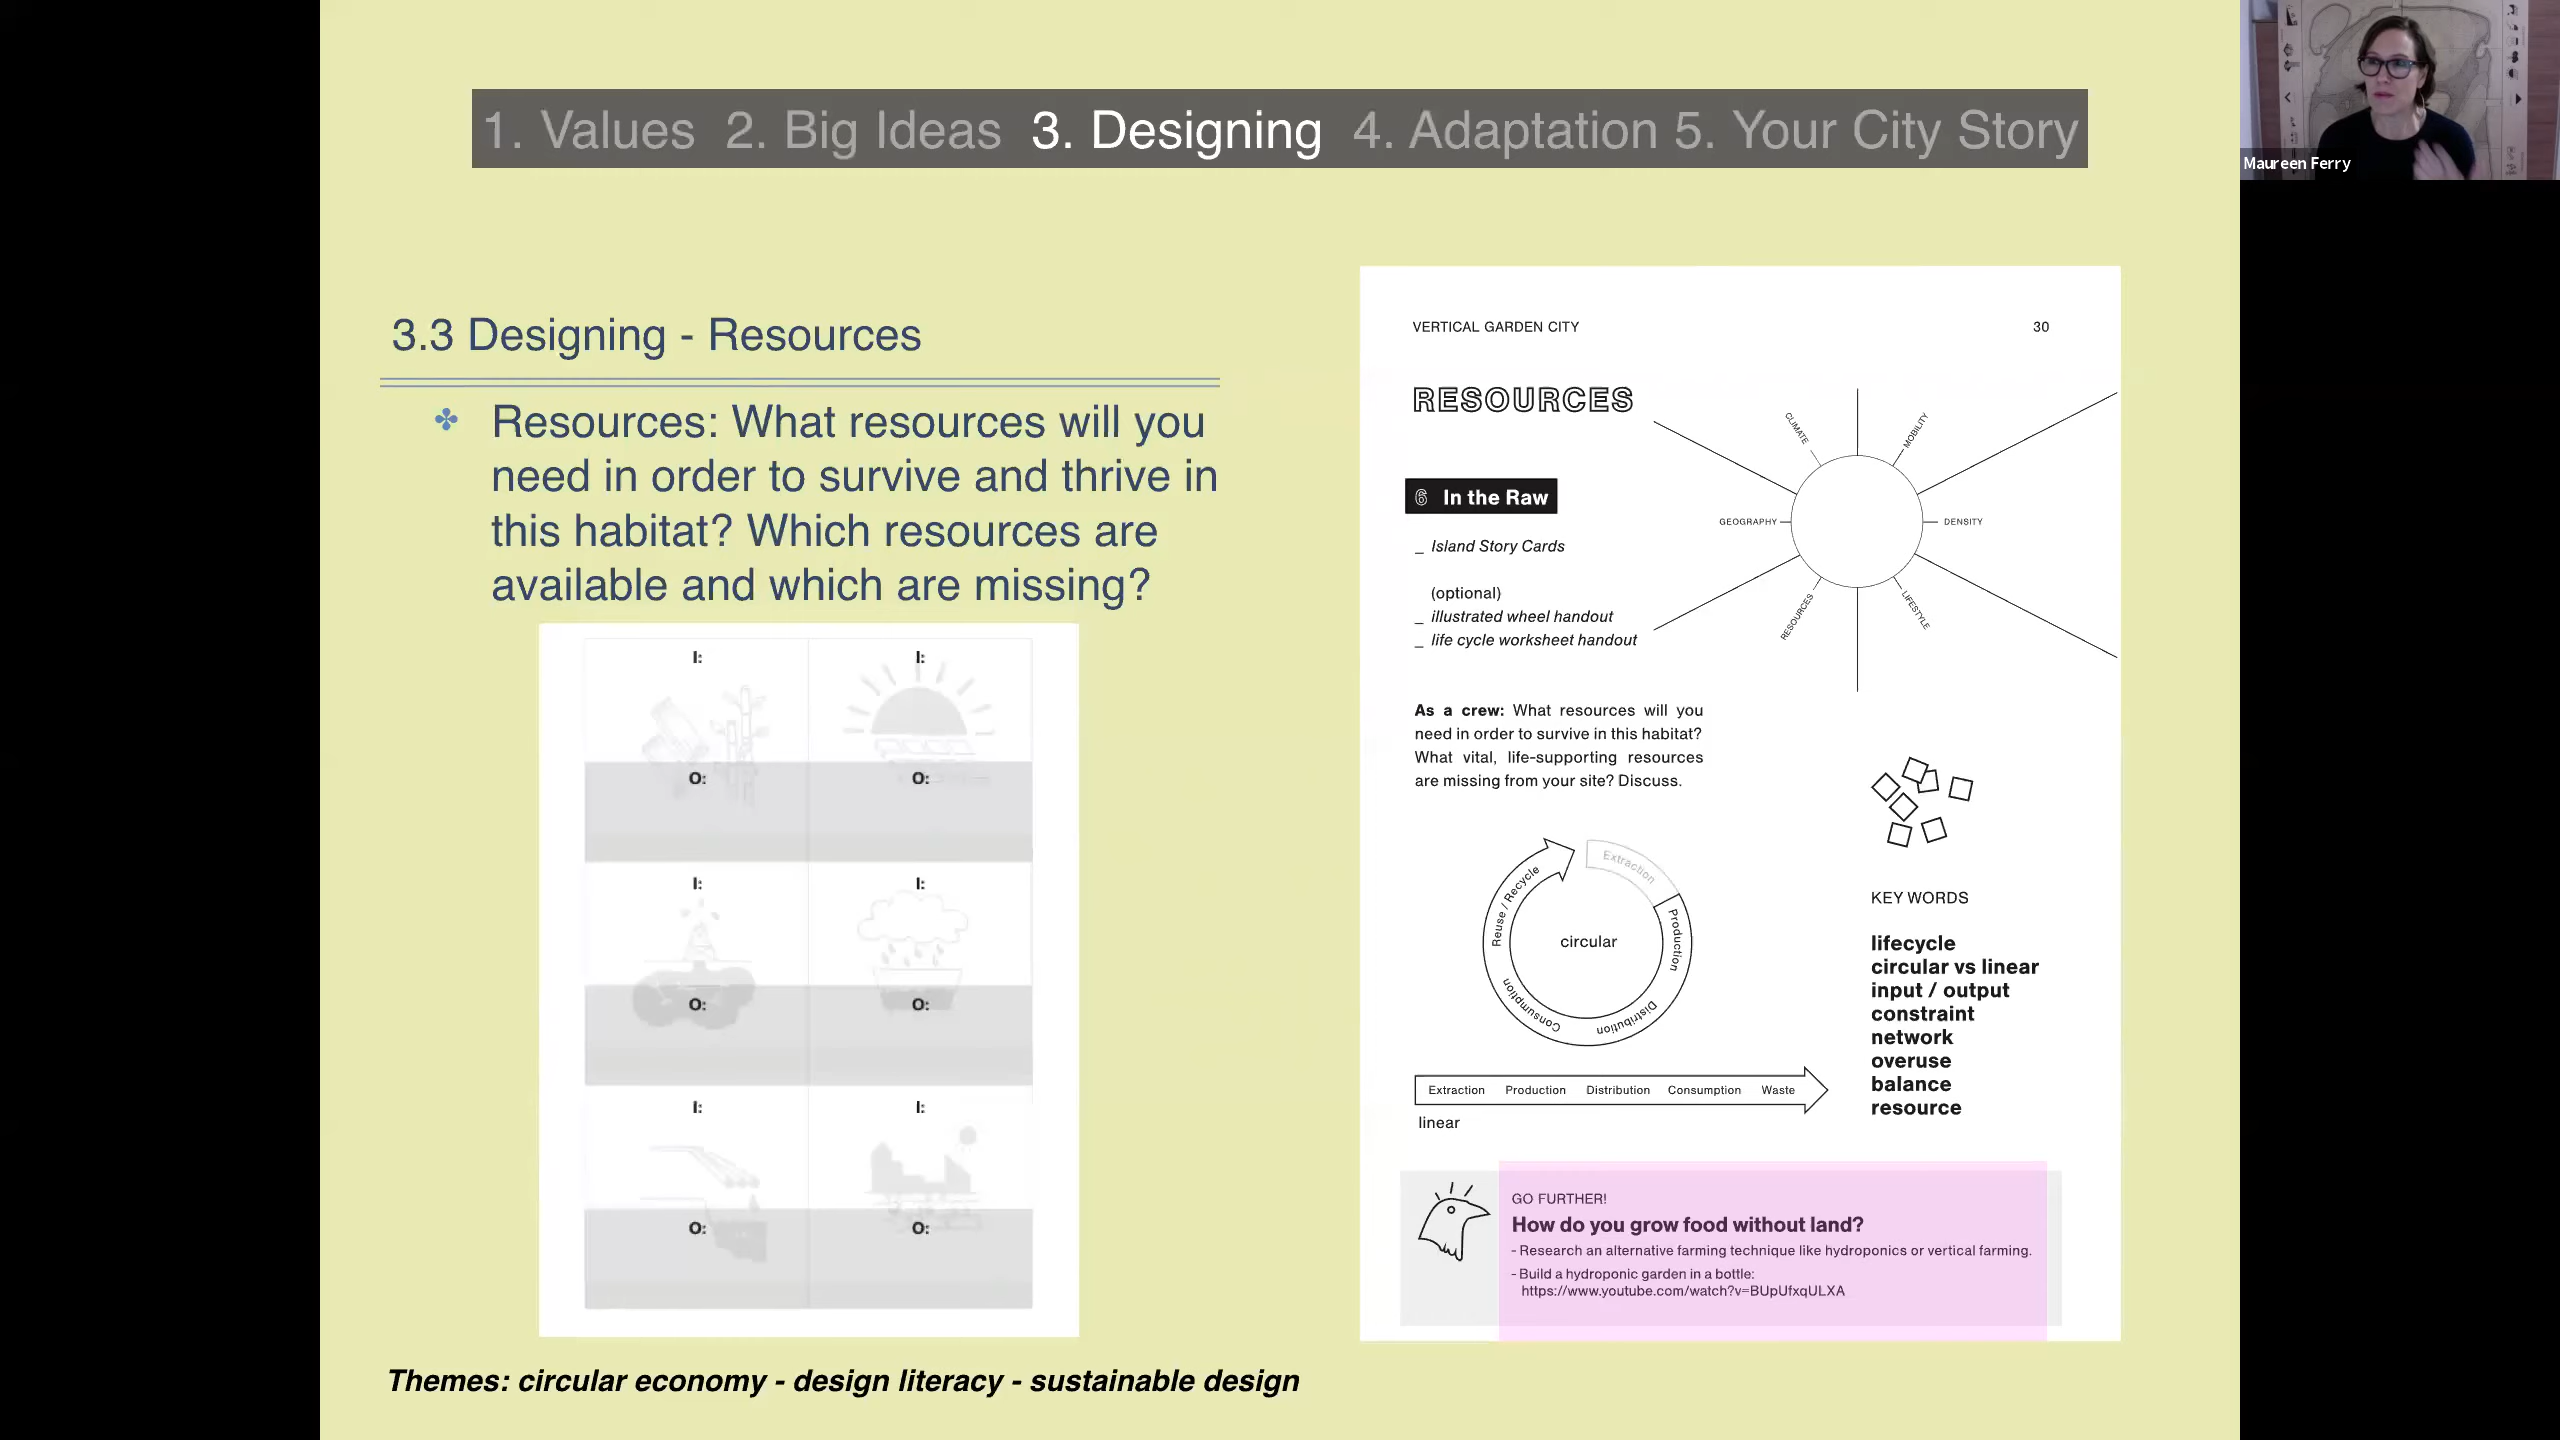 1. Values 2. Big Ideas 3. Designing 4. Adaptation 5. Your City Story
Maureen Ferry
3.3 Designing - Resources
Resources: What resources will you
need in order to survive and thrive in
this habitat? Which resources are
available and which are missing?
I: I:
O: O:
I: I:
O: O:
I: I:
O: O:
Themes: circular economy - design literacy - sustainable design
VERTICAL GARDEN CITY 30
RESOURCES
6 In the Raw
_ Island Story Cards
(optional)
_ illustrated wheel handout
_ life cycle worksheet handout
CLIMATE
MOBILITY
GEOGRAPHY
DENSITY
RESOURCES
LIFESTYLE
As a crew: What resources will you
need in order to survive in this habitat?
What vital, life-supporting resources
are missing from your site? Discuss.
Extraction
Production
Distribution
Consumption
Reuse / Recycle
circular
Extraction Production Distribution Consumption Waste
linear
KEY WORDS
lifecycle
circular vs linear
input / output
constraint
network
overuse
balance
resource
GO FURTHER!
How do you grow food without land?
- Research an alternative farming technique like hydroponics or vertical farming.
- Build a hydroponic garden in a bottle:
https://www.youtube.com/watch?v=BUpUfxqULXA